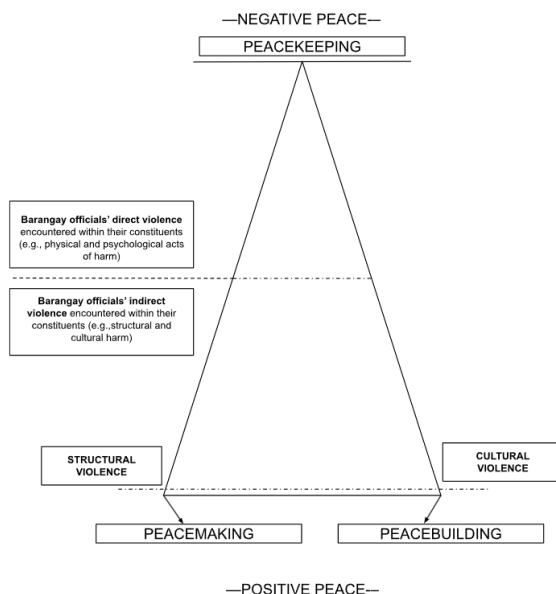 —NEGATIVE PEACE-–
PEACEKEEPING
Barangay officials' direct violence
encountered within their constituents
(e.g., physical and psychological acts
of harm)
Barangay officials' indirect
violence encountered within their
constituents (e.g.,structural and
cultural harm)
STRUCTURAL
VIOLENCE
CULTURAL
VIOLENCE
PEACEMAKING
PEACEBUILDING
—POSITIVE PEACE-–